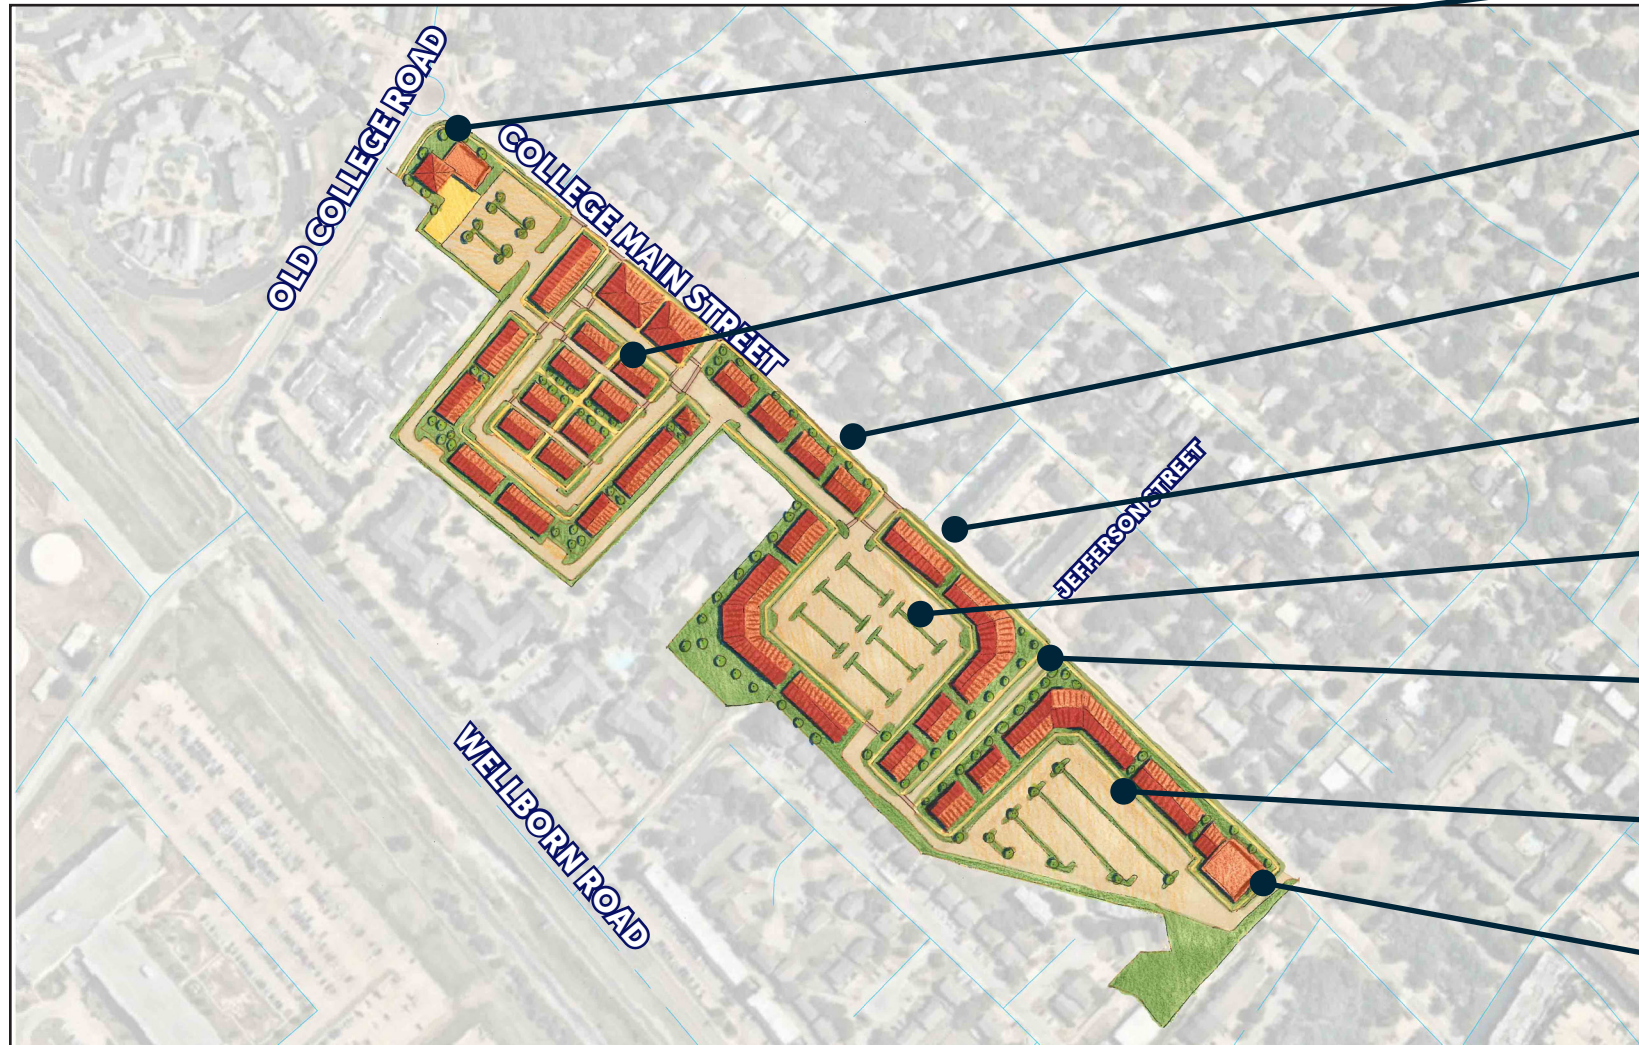 OLD COLLEGE ROAD
COLLEGE MAIN STREET
JEFFERSON STREET
WELLBORN ROAD